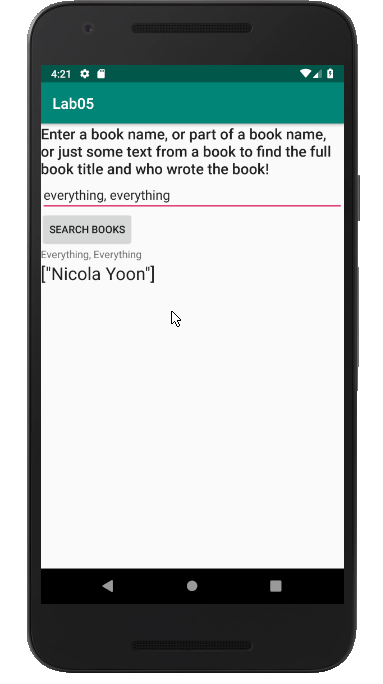 4:21
Lab05
Enter a book name, or part of a book name,
or just some text from a book to find the full
book title and who wrote the book!
everything, everything
SEARCH BOOKS
Everything, Everything
["Nicola Yoon"]